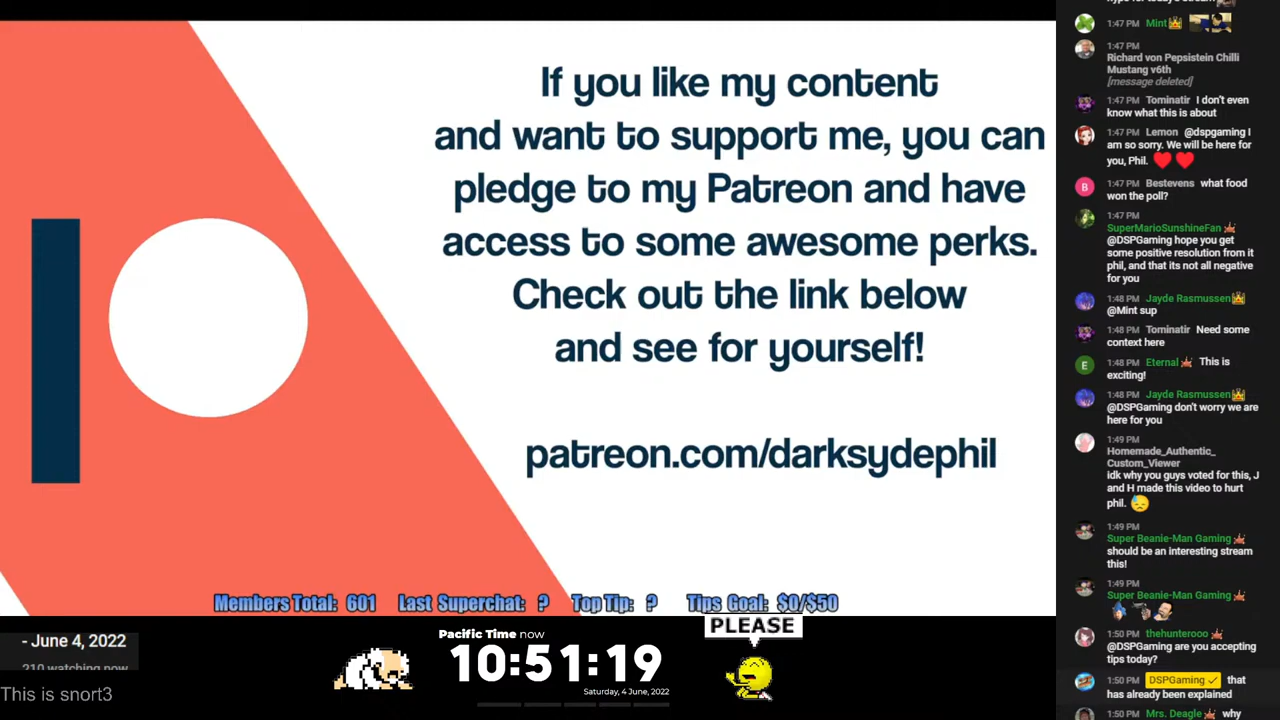 If you like my content
and want to support me, you can
pledge to my Patreon and have
access to some awesome perks.
Check out the link below
and see for yourself!
patreon.com/darksydephil
Members Total: 601 Last Superchat: ? Top Tip: ? Tips Goal: $0/$50
- June 4, 2022
210 watching now
This is snort3
Pacific Time now
10:51:19
Saturday, 4 June, 2022
PLEASE
1:47 PM Mint
1:47 PM
Richard von Pepsistein Chilli
Mustang v6th
[message deleted]
1:47 PM Tominatir I don't even
know what this is about
1:47 PM Lemon @dspgaming I
am so sorry. We will be here for
you, Phil.
1:47 PM Bestevens what food
won the poll?
1:47 PM
SuperMarioSunshineFan
@DSPGaming hope you get
some positive resolution from it
phil, and that its not all negative
for you
1:48 PM Jayde Rasmussen
@Mint sup
1:48 PM Tominatir Need some
context here
1:48 PM Eternal This is
exciting!
1:48 PM Jayde Rasmussen
@DSPGaming don't worry we are
here for you
1:49 PM
Homemade_Authentic_
Custom_Viewer
idk why you guys voted for this, J
and H made this video to hurt
phil.
1:49 PM
Super Beanie-Man Gaming
should be an interesting stream
this!
1:49 PM
Super Beanie-Man Gaming
1:50 PM thehunterooo
@DSPGaming are you accepting
tips today?
1:50 PM DSPGaming ✓ that
has already been explained
1:50 PM Mrs. Deagle why